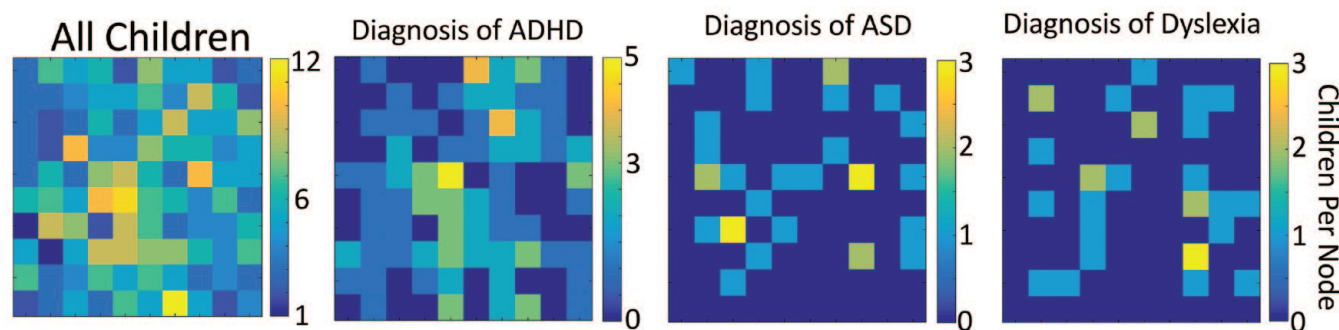 All Children
Diagnosis of ADHD
Diagnosis of ASD
Diagnosis of Dyslexia
12
6
1
5
3
0
3
2
1
0
3
2
1
0
Children Per Node